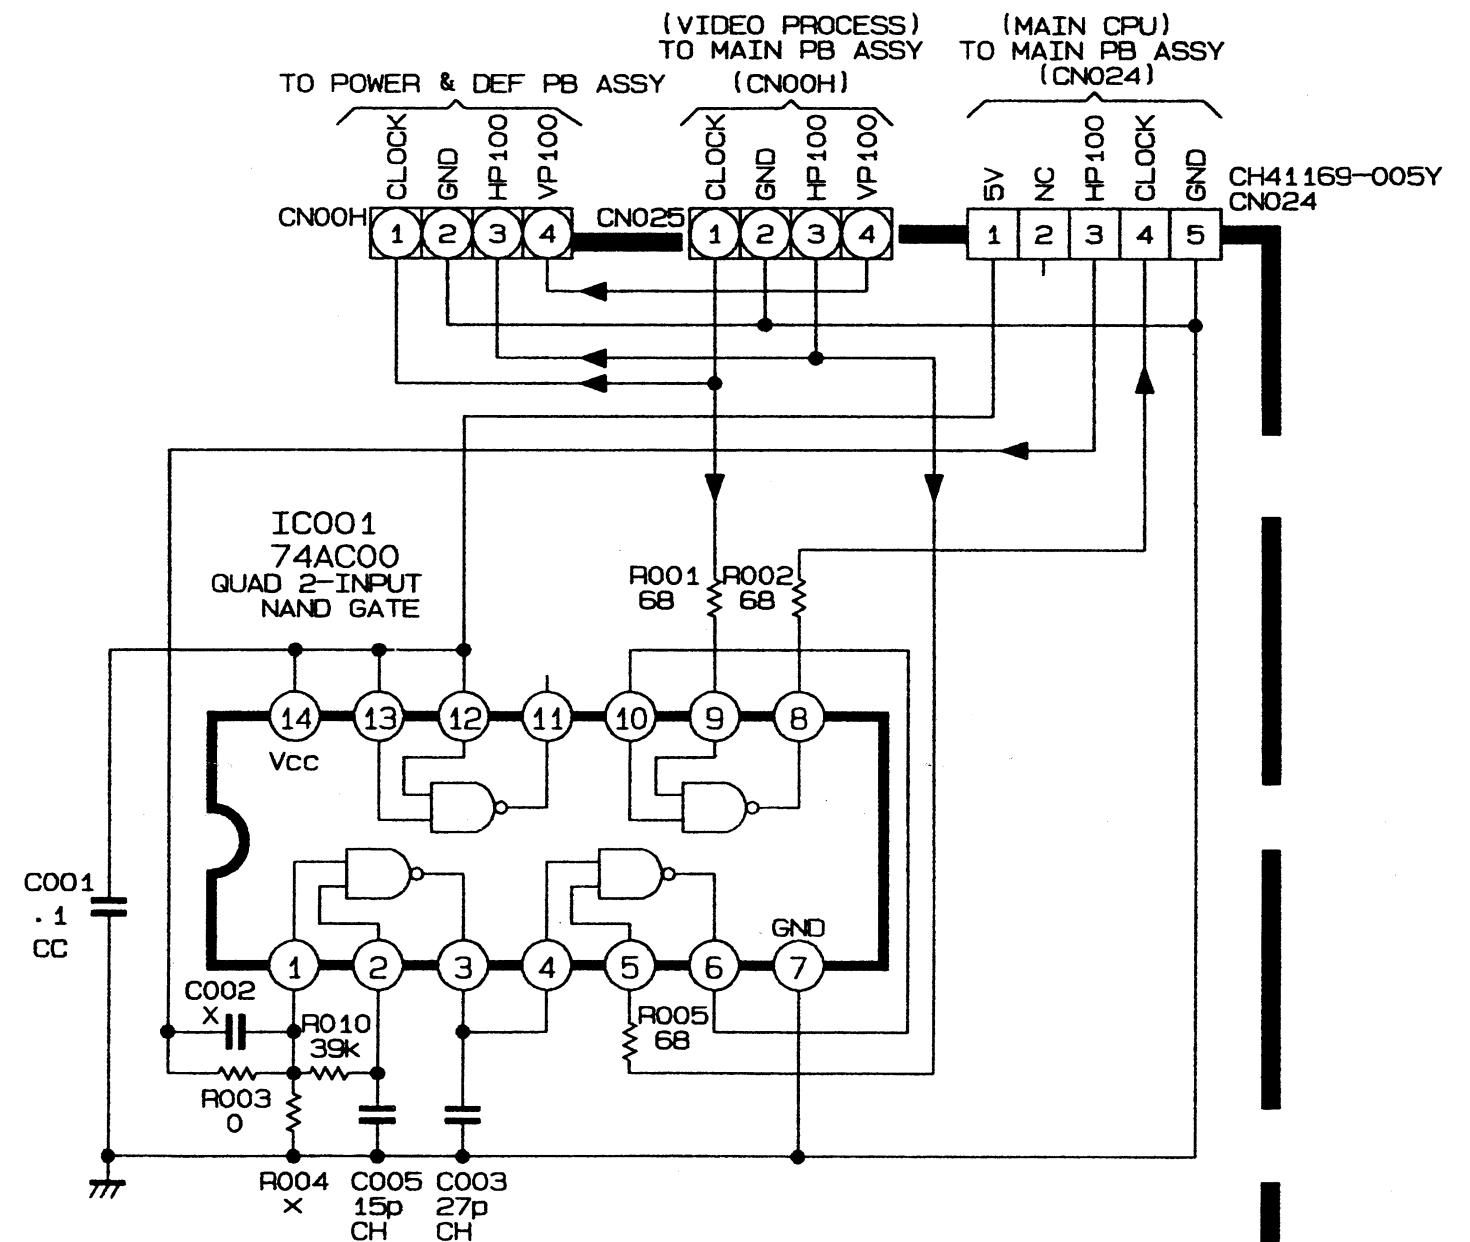 (VIDEO PROCESS)
TO MAIN PB ASSY
(CN00H)
(MAIN CPU)
TO MAIN PB ASSY
(CN024)
TO POWER & DEF PB ASSY
CLOCK
GND
HP100
VP100
CLOCK
GND
HP100
VP100
5V
NC
HP100
CLOCK
GND
CH41169-005Y
CN024
CN00H
1
2
3
4
CN025
1
2
3
4
1
2
3
4
5
IC001
74AC00
QUAD 2-INPUT
NAND GATE
R001
68
R002
68
14
13
12
11
10
9
8
Vcc
C001
.1
CC
GND
1
2
3
4
5
6
7
C002
X
R010
39K
R005
68
R003
0
R004
X
C005
15p
CH
C003
27p
CH